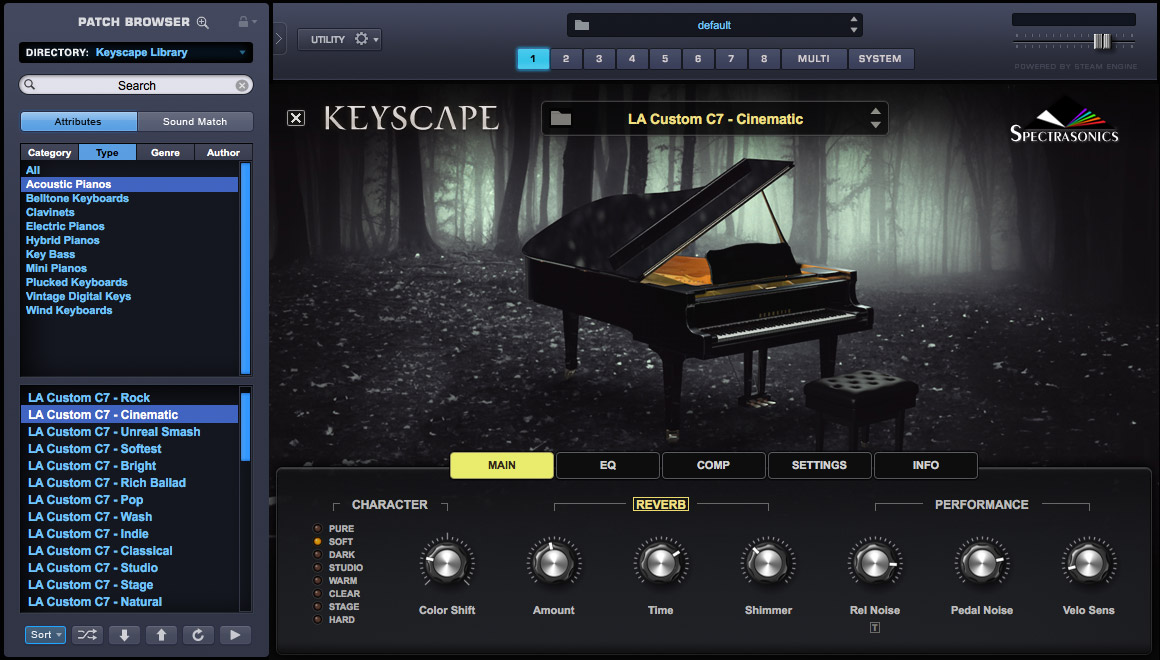 PATCH BROWSER
DIRECTORY: Keyscape Library
Search
Attributes Sound Match
Category Type Genre Author
All
Acoustic Pianos
Belltone Keyboards
Clavinets
Electric Pianos
Hybrid Pianos
Key Bass
Mini Pianos
Plucked Keyboards
Vintage Digital Keys
Wind Keyboards
LA Custom C7 - Rock
LA Custom C7 - Cinematic
LA Custom C7 - Unreal Smash
LA Custom C7 - Softest
LA Custom C7 - Bright
LA Custom C7 - Rich Ballad
LA Custom C7 - Pop
LA Custom C7 - Wash
LA Custom C7 - Indie
LA Custom C7 - Classical
LA Custom C7 - Studio
LA Custom C7 - Stage
LA Custom C7 - Natural
Sort
UTILITY
default
1 2 3 4 5 6 7 8 MULTI SYSTEM
POWERED BY STEAM ENGINE
KEYSCAPE
LA Custom C7 - Cinematic
SPECTRASONICS
MAIN EQ COMP SETTINGS INFO
CHARACTER REVERB PERFORMANCE
PURE
SOFT
DARK
STUDIO
WARM
CLEAR
STAGE
HARD
Color Shift Amount Time Shimmer Rel Noise Pedal Noise Velo Sens
T